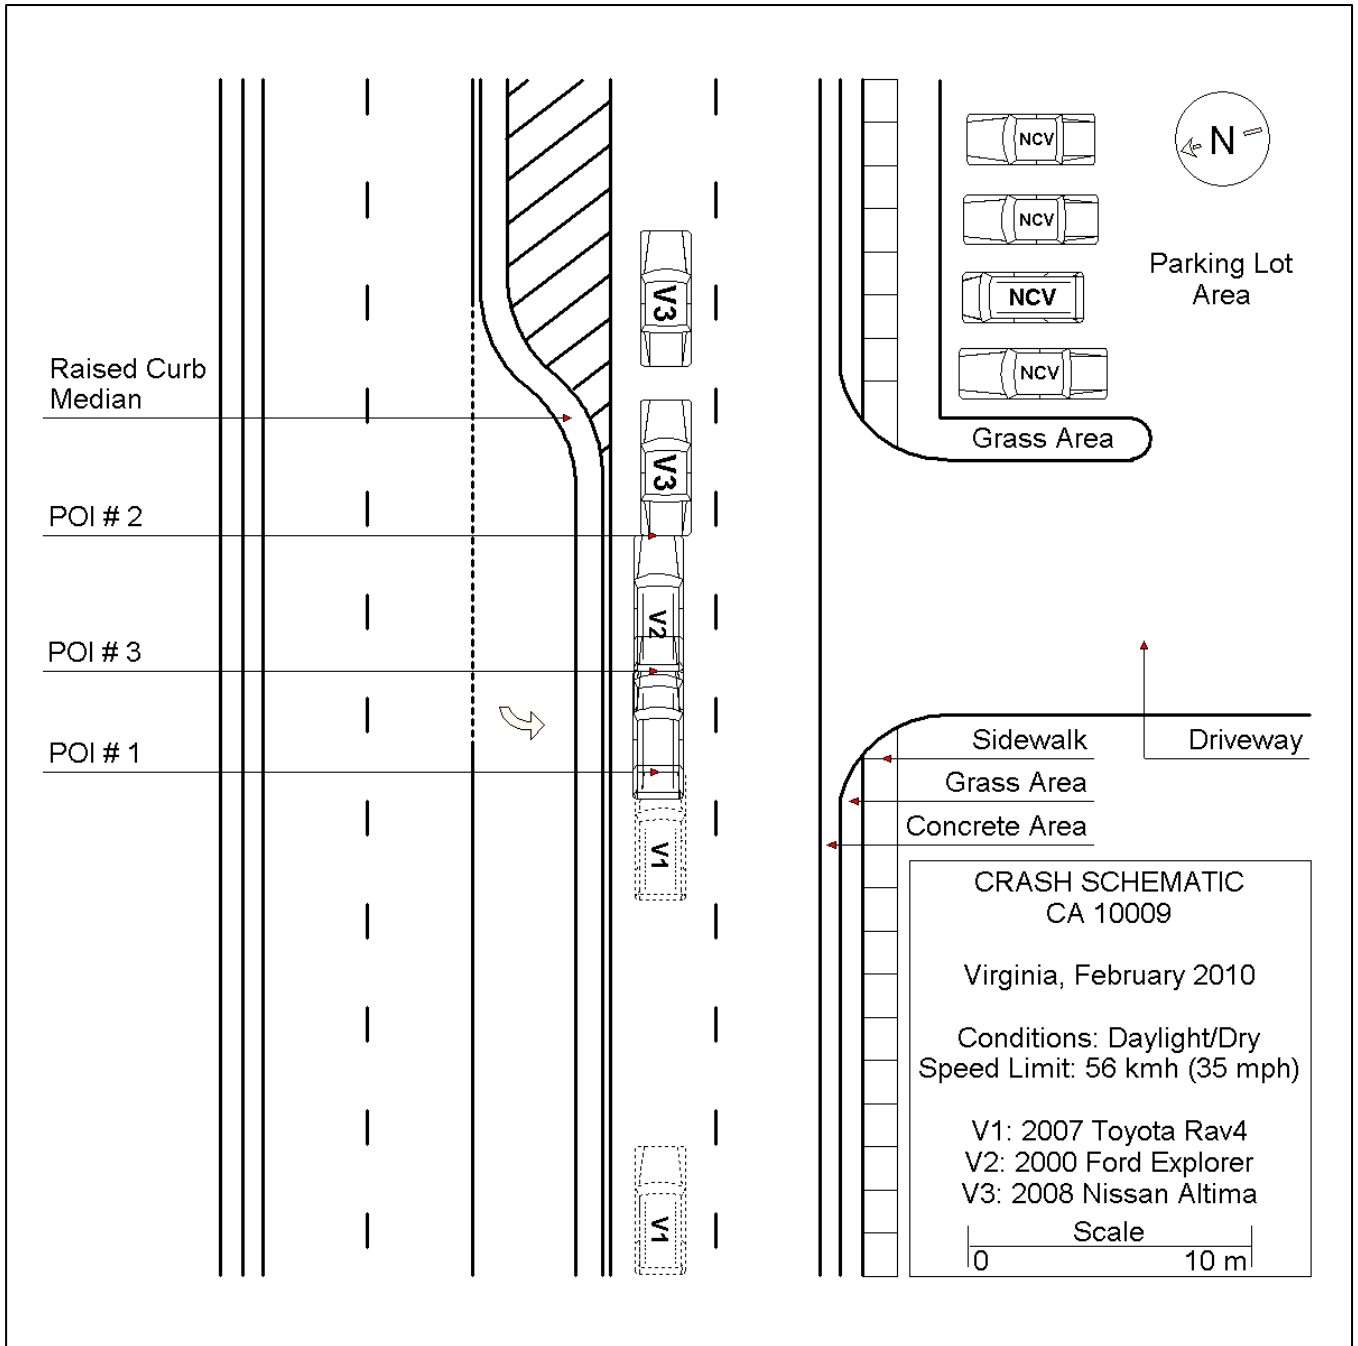 NCV
N
NCV
Parking Lot
Area
NCV
V3
NCV
Raised Curb
Median
Grass Area
V3
POI # 2
V2
POI # 3
POI # 1
Sidewalk
Driveway
Grass Area
Concrete Area
V1
CRASH SCHEMATIC
CA 10009
Virginia, February 2010
Conditions: Daylight/Dry
Speed Limit: 56 kmh (35 mph)
V1: 2007 Toyota Rav4
V2: 2000 Ford Explorer
V3: 2008 Nissan Altima
V1
Scale
0 10 m